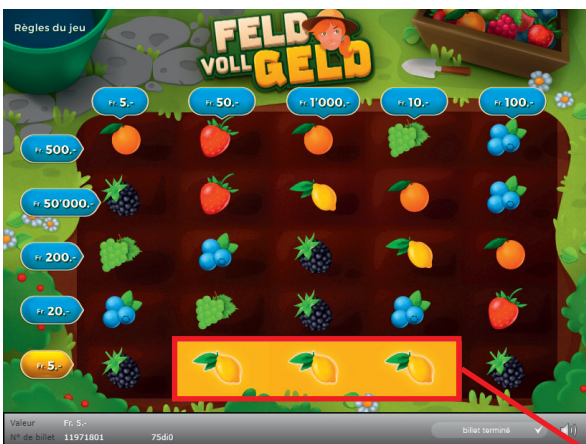 Règles du jeu
FELD
VOLL GELD
Fr. 5.-
Fr. 50.-
Fr. 1'000.-
Fr. 10.-
Fr. 100.-
Fr. 500.-
Fr. 50'000.-
Fr. 200.-
Fr. 20.-
Fr. 5.-
Valeur Fr. 5.-
N° de billet 11971801 75di0
billet terminé